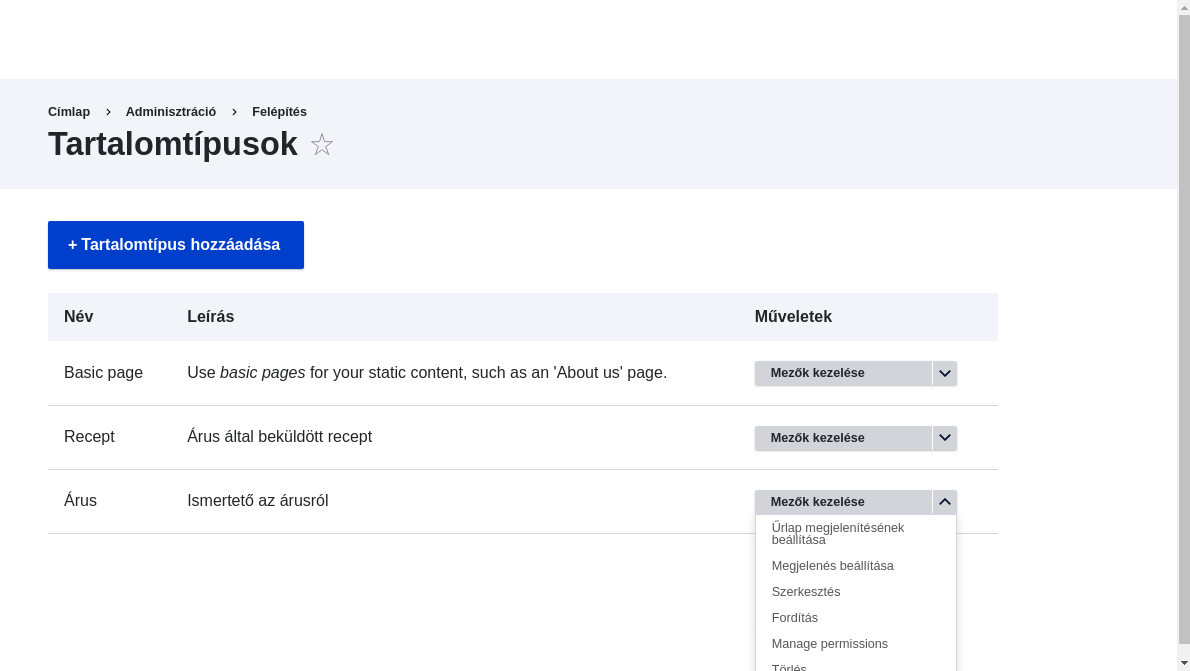 Címlap › Adminisztráció › Felépítés
Tartalomtípusok ☆
+ Tartalomtípus hozzáadása
Név Leírás Műveletek
Basic page Use basic pages for your static content, such as an 'About us' page. Mezők kezelése
Recept Árus által beküldött recept Mezők kezelése
Árus Ismertető az árusról Mezők kezelése
Űrlap megjelenítésének
beállítása
Megjelenés beállítása
Szerkesztés
Fordítás
Manage permissions
Törlés